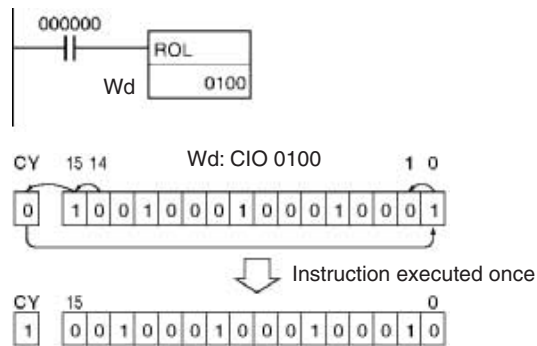 000000
ROL
Wd 0100
CY 15 14 Wd: CIO 0100 1 0
0 1 0 0 1 0 0 0 1 0 0 0 1 0 0 0 1
Instruction executed once
CY 15 0
1 0 0 1 0 0 0 1 0 0 0 1 0 0 0 1 0